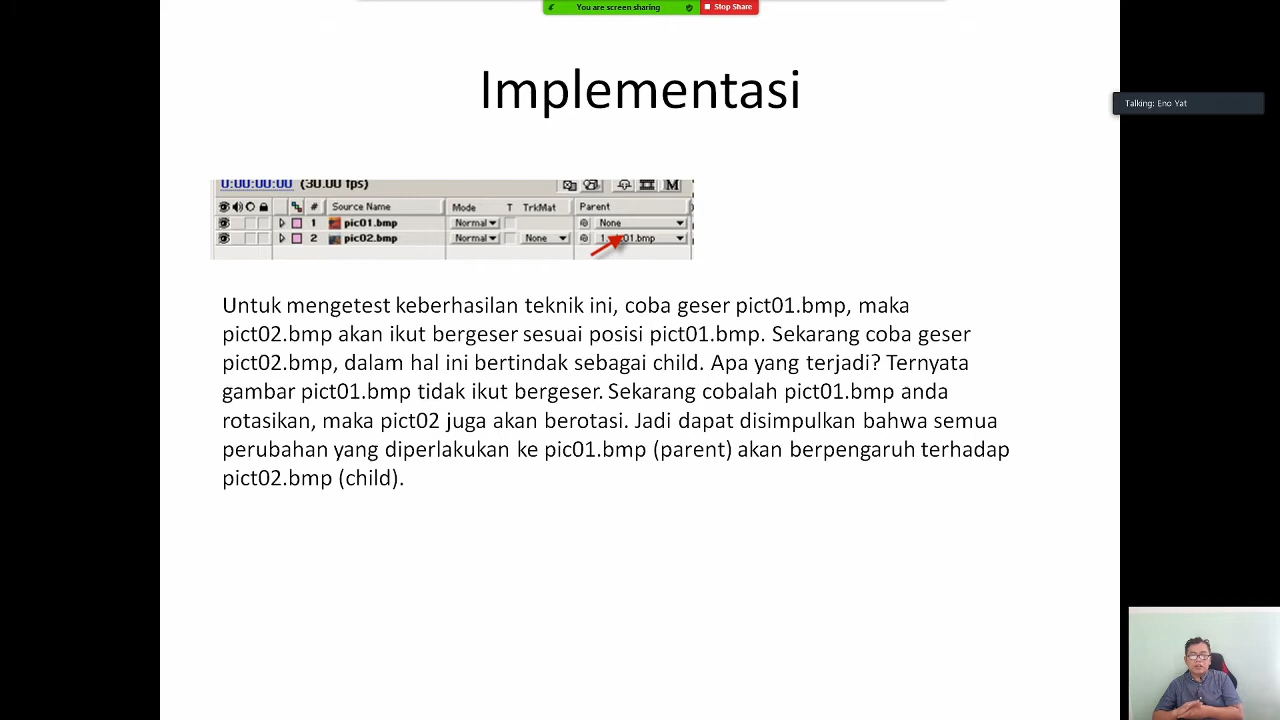 You are screen sharing
Stop Share
Implementasi
Talking: Eno Yat
0:00:00:00 (30.00 fps)
# Source Name Mode T TrkMat Parent
1 pic01.bmp Normal None
2 pic02.bmp Normal None 1. 01.bmp
Untuk mengetest keberhasilan teknik ini, coba geser pict01.bmp, maka
pict02.bmp akan ikut bergeser sesuai posisi pict01.bmp. Sekarang coba geser
pict02.bmp, dalam hal ini bertindak sebagai child. Apa yang terjadi? Ternyata
gambar pict01.bmp tidak ikut bergeser. Sekarang cobalah pict01.bmp anda
rotasikan, maka pict02 juga akan berotasi. Jadi dapat disimpulkan bahwa semua
perubahan yang diperlakukan ke pic01.bmp (parent) akan berpengaruh terhadap
pict02.bmp (child).